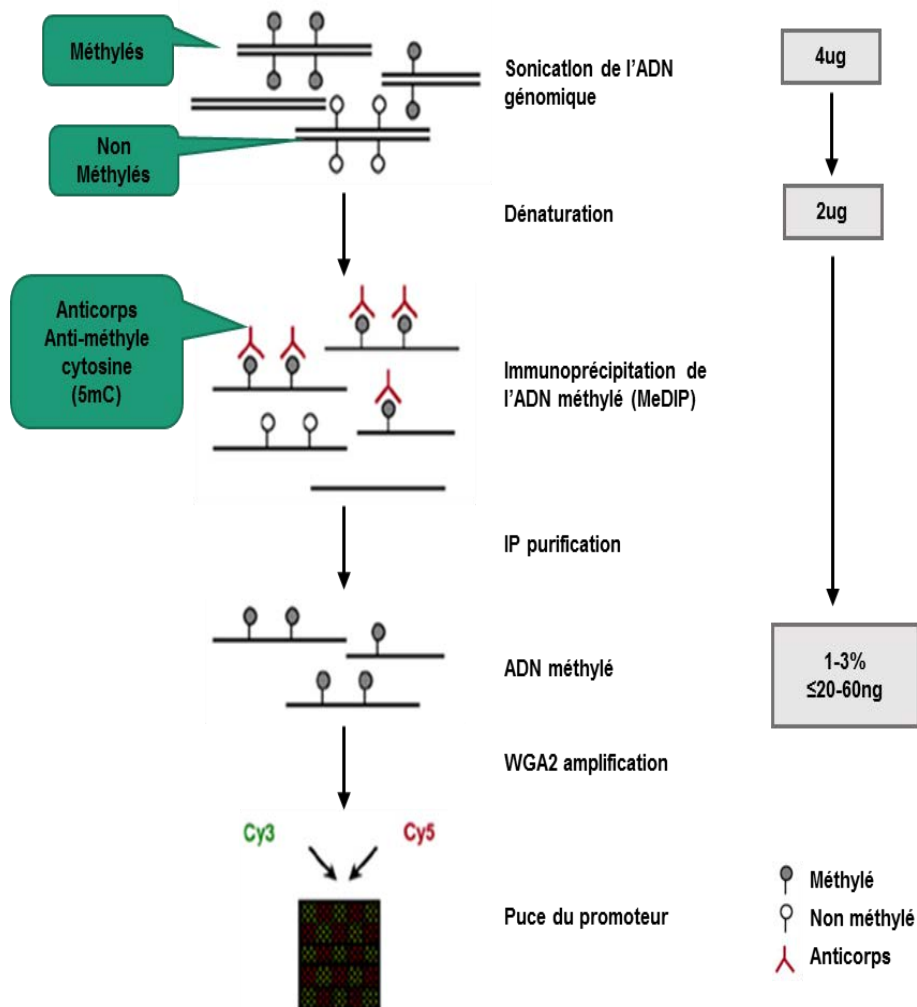 Méthylés
Sonication de l'ADN
génomique
4ug
Non
Méthylés
Dénaturation
2ug
Anticorps
Anti-méthyle
cytosine
(5mC)
Immunoprécipitation de
l'ADN méthylé (MeDIP)
IP purification
ADN méthylé
1-3%
≤20-60ng
WGA2 amplification
Cy3
Cy5
Puce du promoteur
Méthylé
Non méthylé
Anticorps